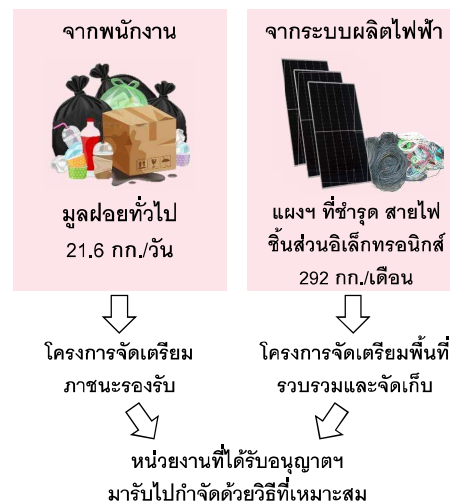 จากพนักงาน
มูลฝอยทั่วไป
21.6 กก./วัน
โครงการจัดเตรียม
ภาชนะรองรับ
จากระบบผลิตไฟฟ้า
แผงฯ ที่ชำรุด สายไฟ
ชิ้นส่วนอิเล็กทรอนิกส์
292 กก./เดือน
โครงการจัดเตรียมพื้นที่
รวบรวมและจัดเก็บ
หน่วยงานที่ได้รับอนุญาตฯ
มารับไปกำจัดด้วยวิธีที่เหมาะสม